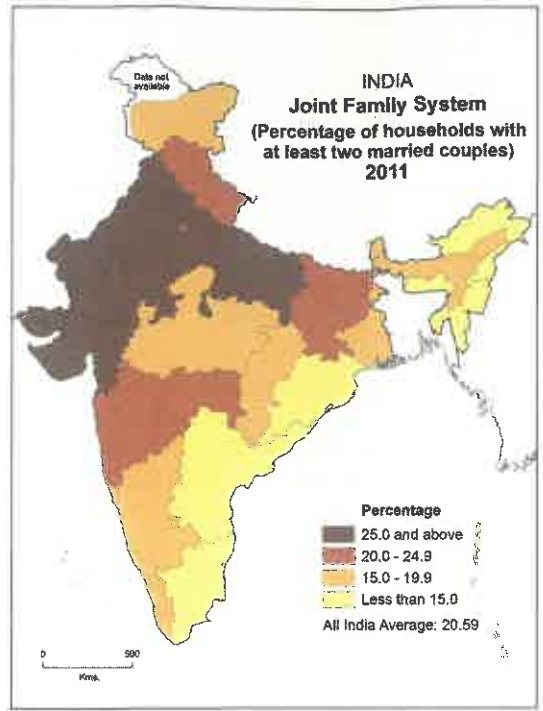 Data not
available
INDIA
Joint Family System
(Percentage of households with
at least two married couples)
2011
Percentage
25.0 and above
20.0 - 24.9
15.0 - 19.9
Less than 15.0
All India Average: 20.59
0 500
Kms.